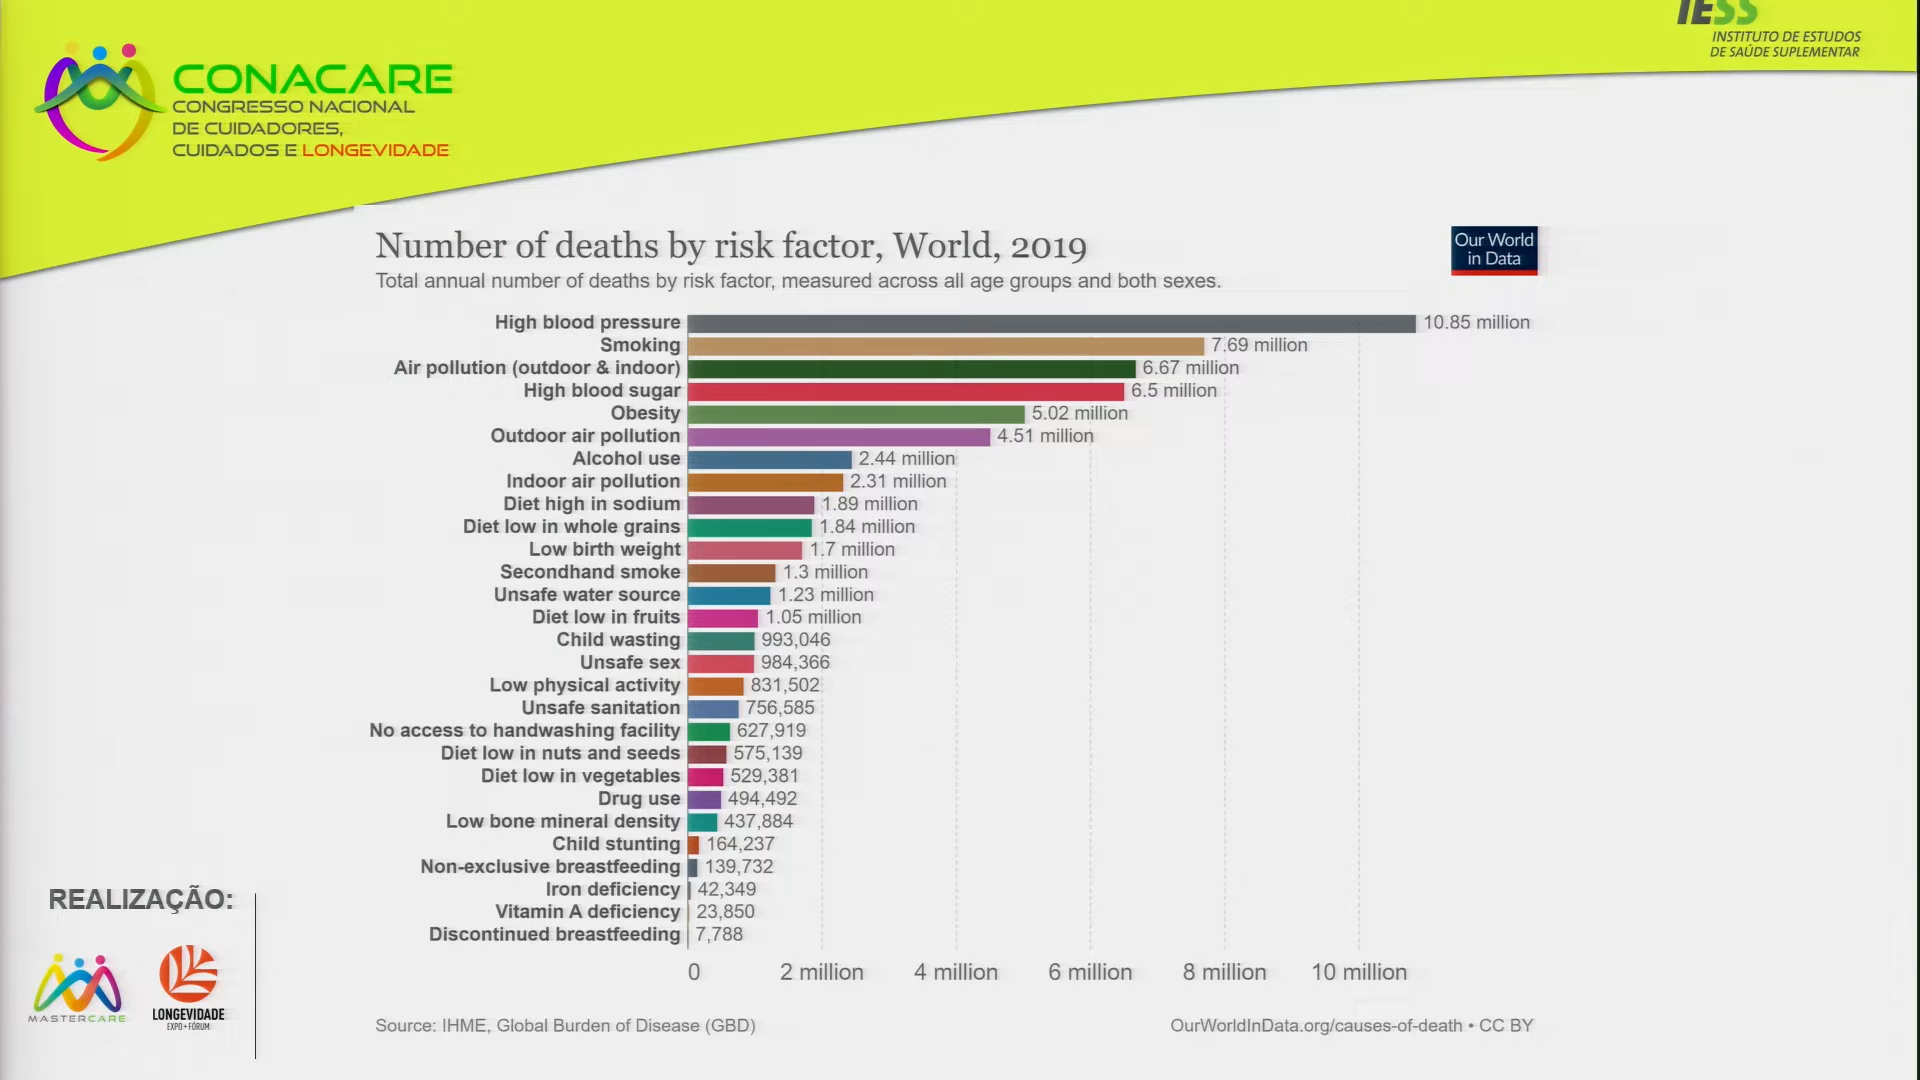 IESS
INSTITUTO DE ESTUDOS
DE SAÚDE SUPLEMENTAR
CONACARE
CONGRESSO NACIONAL
DE CUIDADORES,
CUIDADOS E LONGEVIDADE
Number of deaths by risk factor, World, 2019
Our World
in Data
Total annual number of deaths by risk factor, measured across all age groups and both sexes.
High blood pressure 10.85 million
Smoking 7.69 million
Air pollution (outdoor & indoor) 6.67 million
High blood sugar 6.5 million
Obesity 5.02 million
Outdoor air pollution 4.51 million
Alcohol use 2.44 million
Indoor air pollution 2.31 million
Diet high in sodium 1.89 million
Diet low in whole grains 1.84 million
Low birth weight 1.7 million
Secondhand smoke 1.3 million
Unsafe water source 1.23 million
Diet low in fruits 1.05 million
Child wasting 993,046
Unsafe sex 984,366
Low physical activity 831,502
Unsafe sanitation 756,585
No access to handwashing facility 627,919
Diet low in nuts and seeds 575,139
Diet low in vegetables 529,381
Drug use 494,492
Low bone mineral density 437,884
Child stunting 164,237
Non-exclusive breastfeeding 139,732
Iron deficiency 42,349
Vitamin A deficiency 23,850
Discontinued breastfeeding 7,788
0 2 million 4 million 6 million 8 million 10 million
Source: IHME, Global Burden of Disease (GBD)
OurWorldInData.org/causes-of-death • CC BY
REALIZAÇÃO:
MASTERCARE
LONGEVIDADE
EXPO+FÓRUM